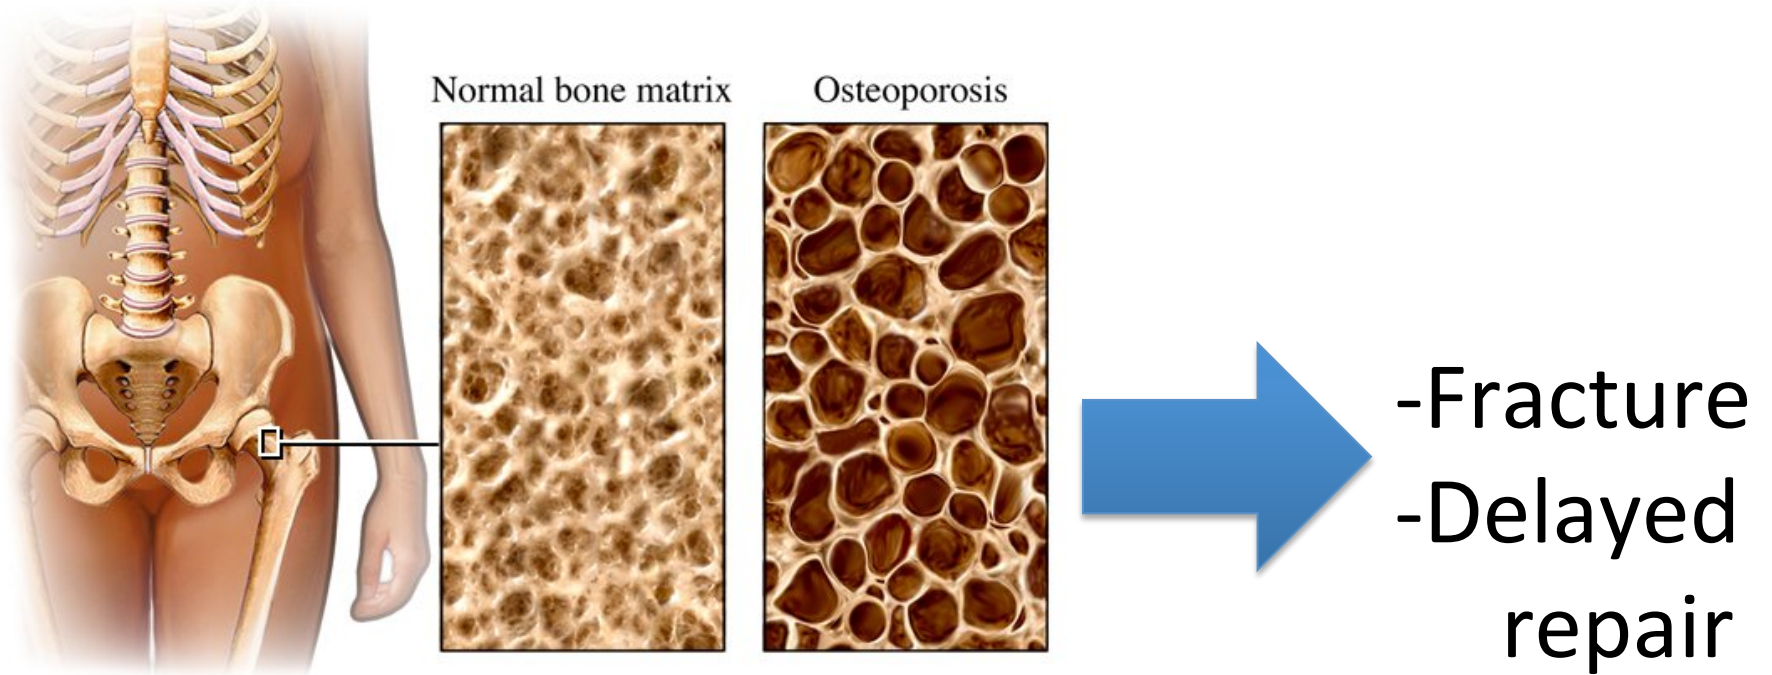 Normal bone matrix
Osteoporosis
-Fracture
-Delayed
repair